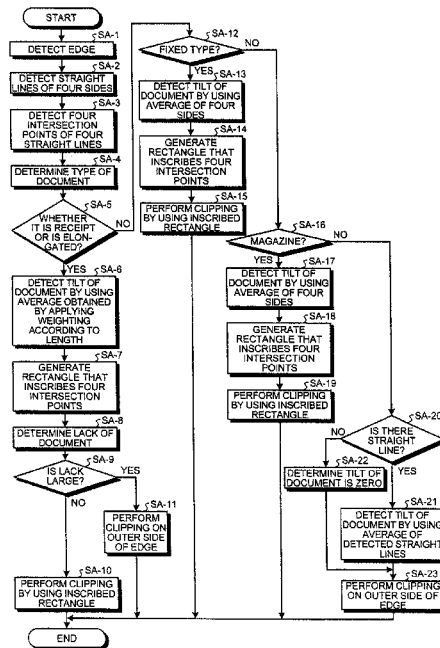 START
SA-1
DETECT EDGE
SA-2
DETECT STRAIGHT
LINES OF FOUR SIDES
SA-3
DETECT FOUR
INTERSECTION
POINTS OF FOUR
STRAIGHT LINES
SA-4
DETERMINE TYPE OF
DOCUMENT
SA-5
WHETHER
IT IS RECEIPT
OR IS ELON-
GATED?
NO
YES
SA-6
DETECT TILT OF
DOCUMENT BY USING
AVERAGE OBTAINED
BY APPLYING
WEIGHTING
ACCORDING TO
LENGTH
SA-7
GENERATE
RECTANGLE THAT
INSCRIBES FOUR
INTERSECTION
POINTS
SA-8
DETERMINE LACK OF
DOCUMENT
SA-9
IS LACK
LARGE?
YES
NO
SA-11
PERFORM
CLIPPING ON
OUTER SIDE
OF EDGE
SA-10
PERFORM CLIPPING
BY USING INSCRIBED
RECTANGLE
END
SA-12
FIXED TYPE?
NO
YES
SA-13
DETECT TILT OF
DOCUMENT BY USING
AVERAGE OF FOUR
SIDES
SA-14
GENERATE
RECTANGLE THAT
INSCRIBES FOUR
INTERSECTION
POINTS
SA-15
PERFORM CLIPPING
BY USING INSCRIBED
RECTANGLE
SA-16
MAGAZINE?
NO
YES
SA-17
DETECT TILT OF
DOCUMENT BY USING
AVERAGE OF FOUR
SIDES
SA-18
GENERATE
RECTANGLE THAT
INSCRIBES FOUR
INTERSECTION
POINTS
SA-19
PERFORM CLIPPING
BY USING INSCRIBED
RECTANGLE
SA-20
IS THERE
STRAIGHT
LINE?
NO
YES
SA-22
DETERMINE TILT OF
DOCUMENT IS ZERO
SA-21
DETECT TILT OF
DOCUMENT BY USING
AVERAGE OF
DETECTED STRAIGHT
LINES
SA-23
PERFORM CLIPPING
ON OUTER SIDE OF
EDGE